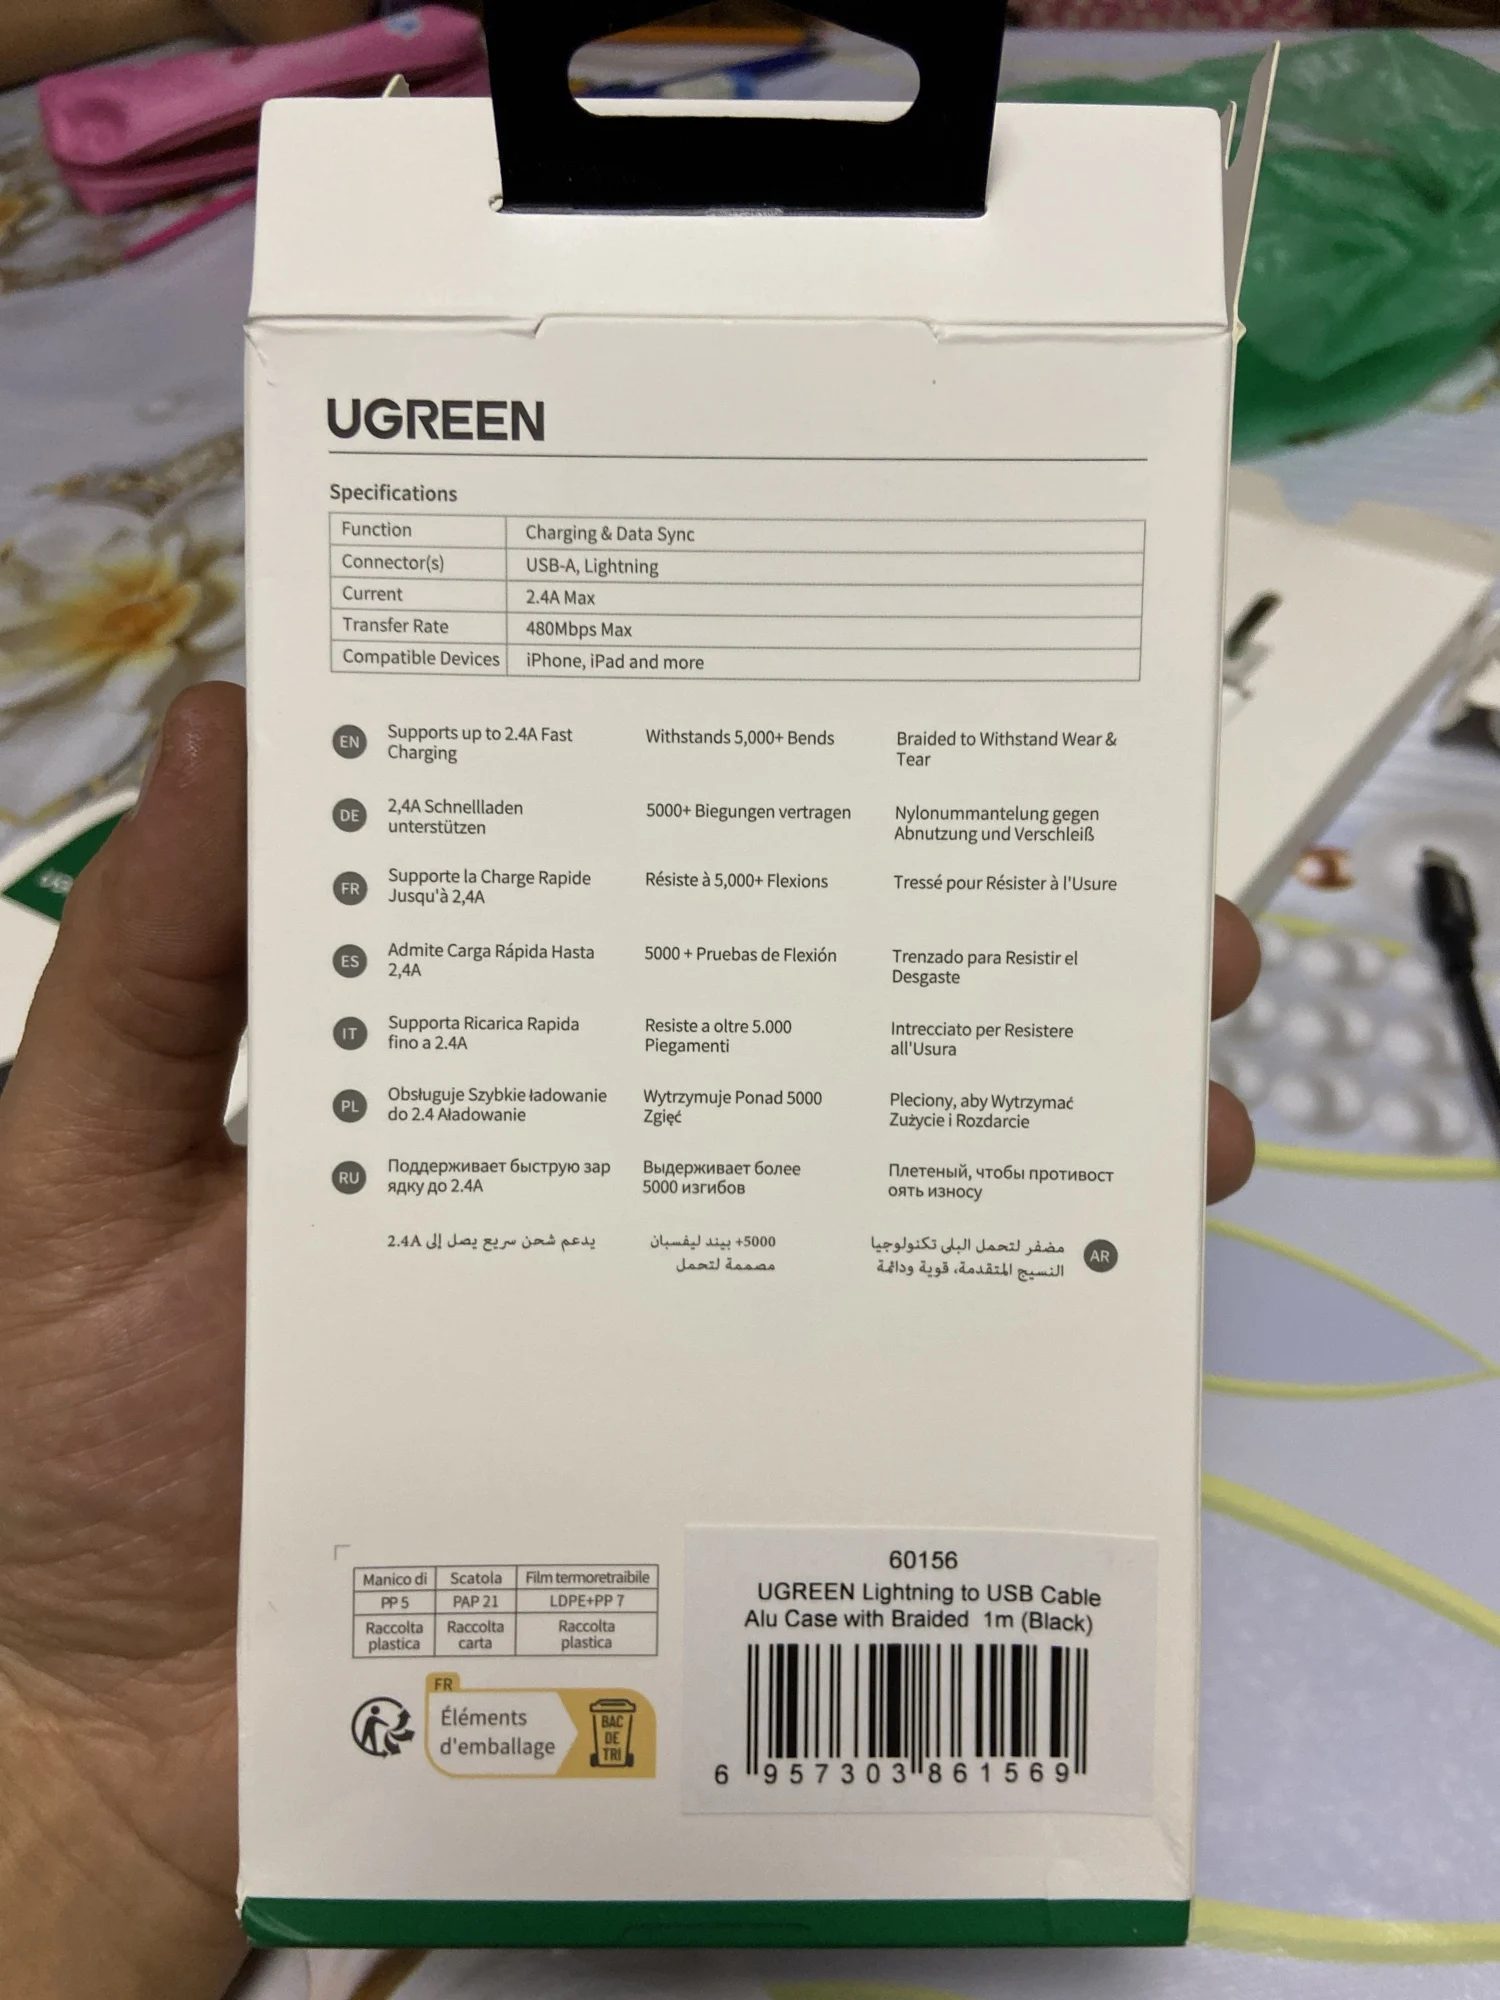 UGREEN
Specifications
Function Charging & Data Sync
Connector(s) USB-A, Lightning
Current 2.4A Max
Transfer Rate 480Mbps Max
Compatible Devices iPhone, iPad and more
EN Supports up to 2.4A Fast Withstands 5,000+ Bends Braided to Withstand Wear &
Charging Tear
DE 2,4A Schnellladen 5000+ Biegungen vertragen Nylonummantelung gegen
unterstützen Abnutzung und Verschleiß
FR Supporte la Charge Rapide Résiste à 5,000+ Flexions Tressé pour Résister à l'Usure
Jusqu'à 2,4A
ES Admite Carga Rápida Hasta 5000 + Pruebas de Flexión Trenzado para Resistir el
2,4A Desgaste
IT Supporta Ricarica Rapida Resiste a oltre 5.000 Intrecciato per Resistere
fino a 2.4A Piegamenti all'Usura
PL Obsługuje Szybkie ładowanie Wytrzymuje Ponad 5000 Pleciony, aby Wytrzymać
do 2.4 Aładowanie Zgięć Zużycie i Rozdarcie
RU Поддерживает быструю зар Выдерживает более Плетеный, чтобы противост
ядку до 2.4A 5000 изгибов оять износу
AR مضفر لتحمل البلى تكنولوجيا 5000+ بيند ليفسبان يدعم شحن سريع يصل إلى 2.4A
النسيج المتقدمة، قوية ودائمة مصممة لتحمل
Manico di Scatola Film termoretraibile
PP 5 PAP 21 LDPE+PP 7
Raccolta Raccolta Raccolta
plastica carta plastica
FR
Éléments
d'emballage
BAC
DE
TRI
60156
UGREEN Lightning to USB Cable
Alu Case with Braided 1m (Black)
6 957303 861569